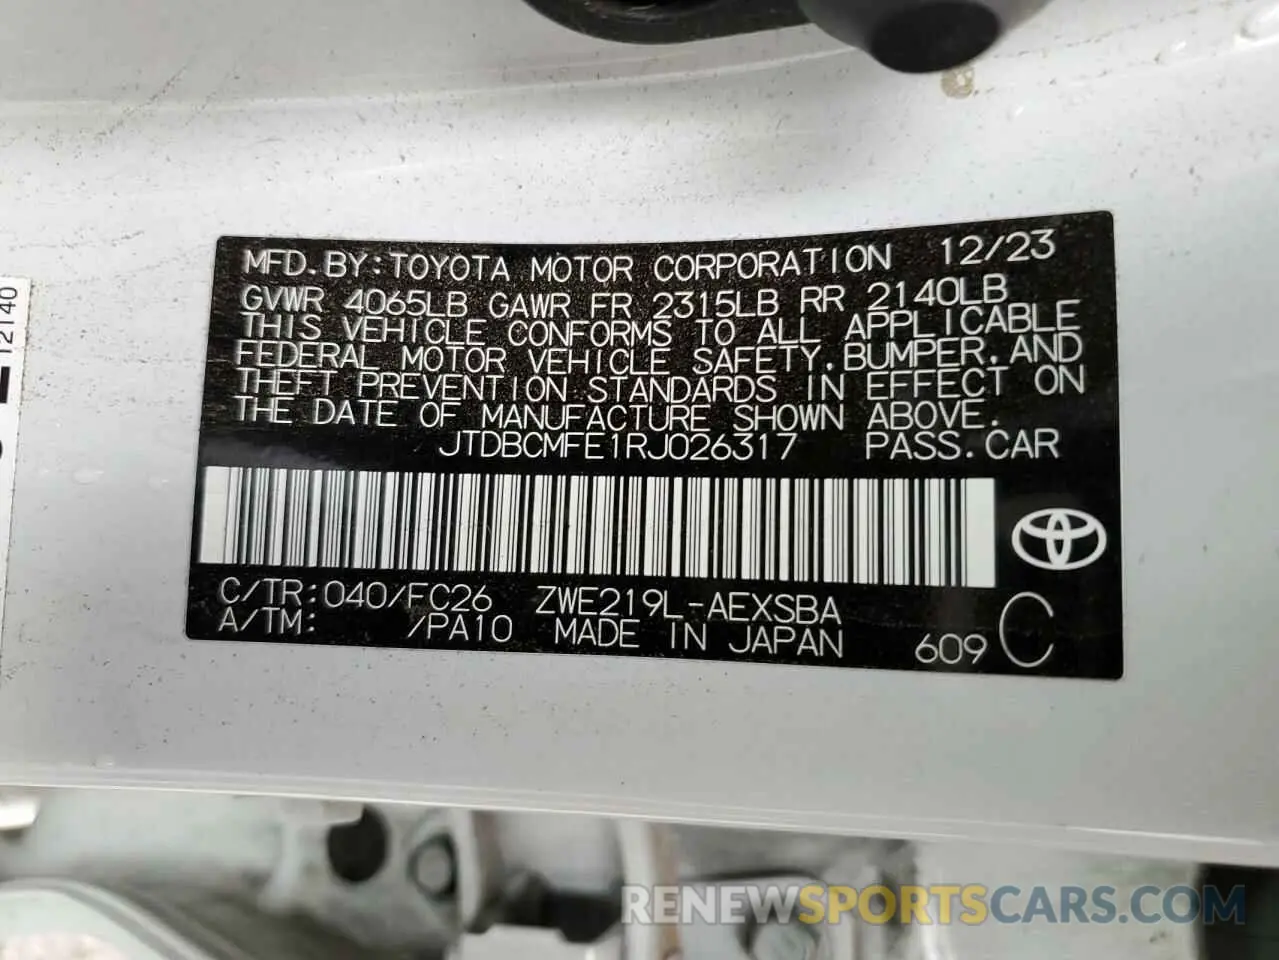 MFD.BY:TOYOTA MOTOR CORPORATION 12/23
GVWR 4065LB GAWR FR 2315LB RR 2140LB
THIS VEHICLE CONFORMS TO ALL APPLICABLE
FEDERAL MOTOR VEHICLE SAFETY,BUMPER,AND
THEFT PREVENTION STANDARDS IN EFFECT ON
THE DATE OF MANUFACTURE SHOWN ABOVE.
JTDBCMFE1RJ026317 PASS.CAR
C/TR:040/FC26 ZWE219L-AEXSBA
A/TM: /PA10 MADE IN JAPAN 609 C
12140
RENEWSPORTSCARS.COM